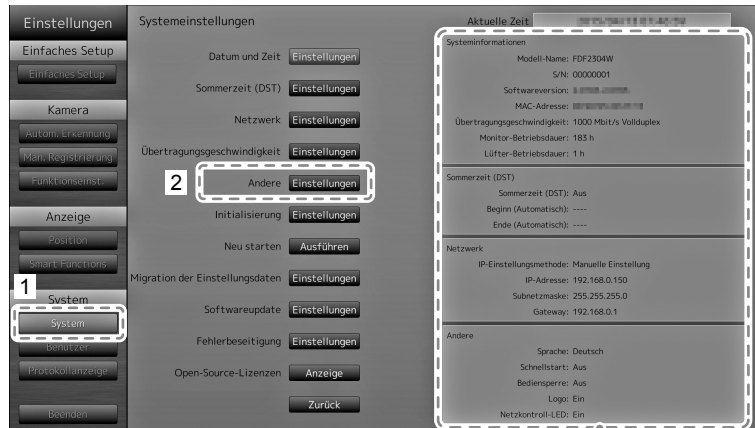 Einstellungen
Einfaches Setup
Einfaches Setup
Kamera
Autom. Erkennung
Man. Registrierung
Funktionseinst.
Anzeige
Position
Smart Functions
1
System
System
Benutzer
Protokollanzeige
Beenden
Systemeinstellungen
Datum und Zeit Einstellungen
Sommerzeit (DST) Einstellungen
Netzwerk Einstellungen
Übertragungsgeschwindigkeit Einstellungen
2 Andere Einstellungen
Initialisierung Einstellungen
Neu starten Ausführen
Migration der Einstellungsdaten Einstellungen
Softwareupdate Einstellungen
Fehlerbeseitigung Einstellungen
Open-Source-Lizenzen Anzeige
Zurück
Aktuelle Zeit
Systeminformationen
Modell-Name: FDF2304W
S/N: 00000001
Softwareversion:
MAC-Adresse:
Übertragungsgeschwindigkeit: 1000 Mbit/s Vollduplex
Monitor-Betriebsdauer: 183 h
Lüfter-Betriebsdauer: 1 h
Sommerzeit (DST)
Sommerzeit (DST): Aus
Beginn (Automatisch): ----
Ende (Automatisch): ----
Netzwerk
IP-Einstellungsmethode: Manuelle Einstellung
IP-Adresse: 192.168.0.150
Subnetzmaske: 255.255.255.0
Gateway: 192.168.0.1
Andere
Sprache: Deutsch
Schnellstart: Aus
Bediensperre: Aus
Logo: Ein
Netzkontroll-LED: Ein